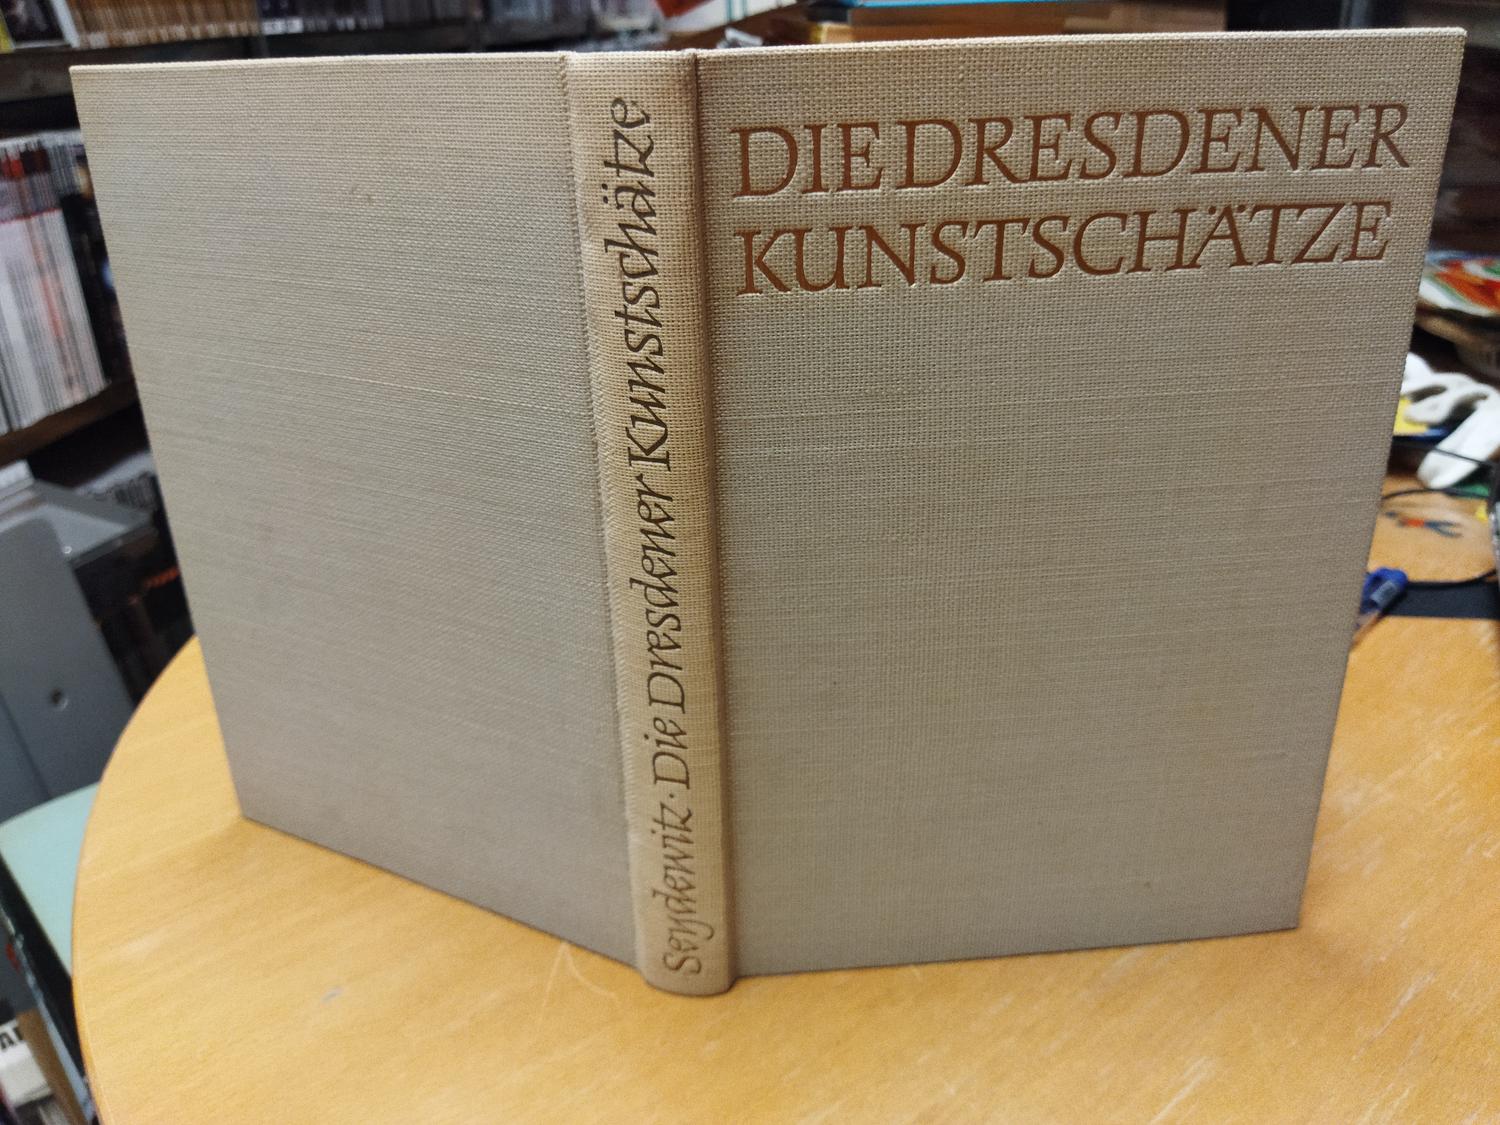 DIE DRESDENER
KUNSTSCHÄTZE
Seydewitz · Die Dresdener Kunstschätze